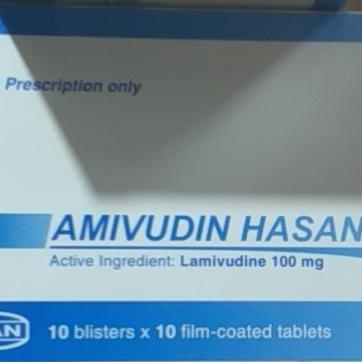 Prescription only
AMIVUDIN HASAN
Active Ingredient: Lamivudine 100 mg
10 blisters x 10 film-coated tablets